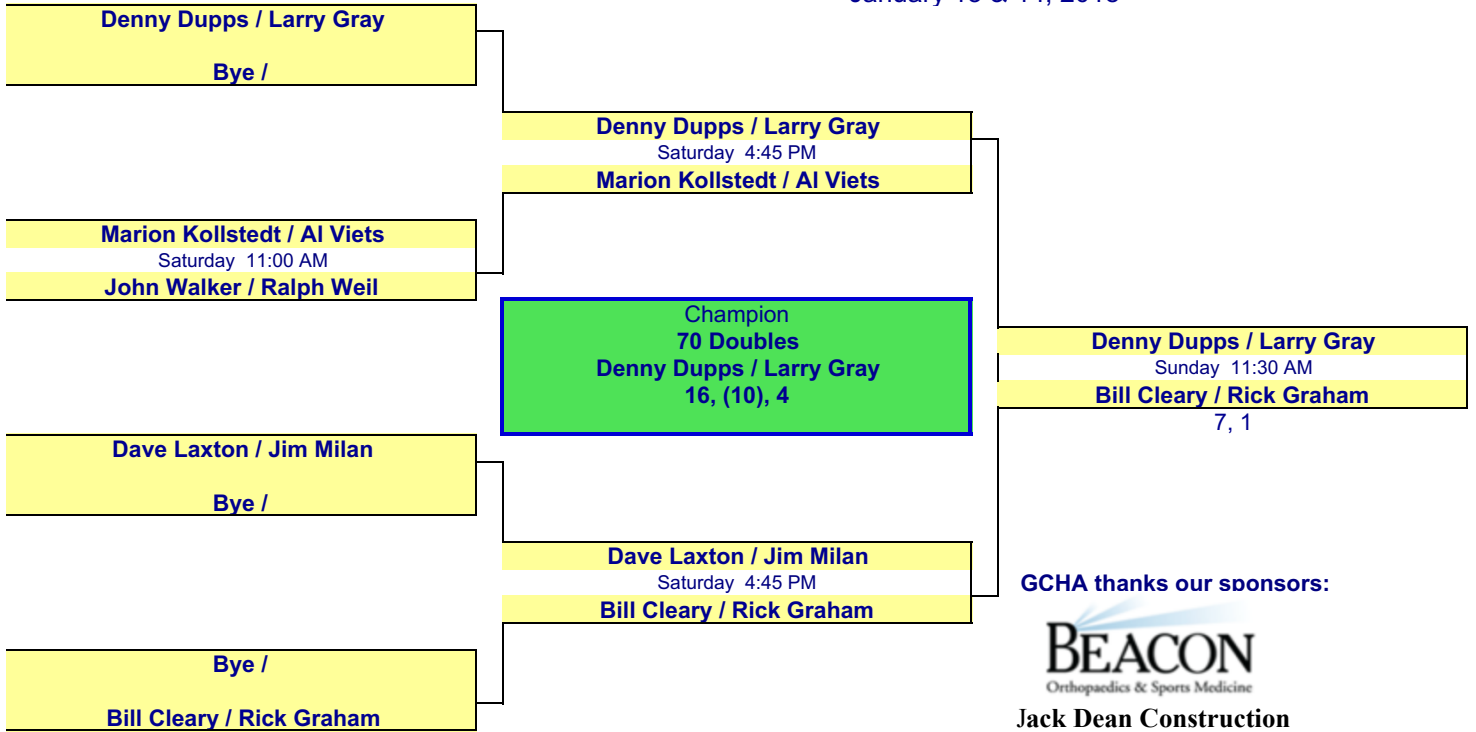 Denny Dupps / Larry Gray
Bye /
Denny Dupps / Larry Gray
Saturday 4:45 PM
Marion Kollstedt / Al Viets
Marion Kollstedt / Al Viets
Saturday 11:00 AM
John Walker / Ralph Weil
Champion
70 Doubles
Denny Dupps / Larry Gray
16, (10), 4
Denny Dupps / Larry Gray
Sunday 11:30 AM
Bill Cleary / Rick Graham
7, 1
Dave Laxton / Jim Milan
Bye /
Dave Laxton / Jim Milan
Saturday 4:45 PM
Bill Cleary / Rick Graham
Bye /
Bill Cleary / Rick Graham
GCHA thanks our sponsors:
BEACON
Orthopaedics & Sports Medicine
Jack Dean Construction